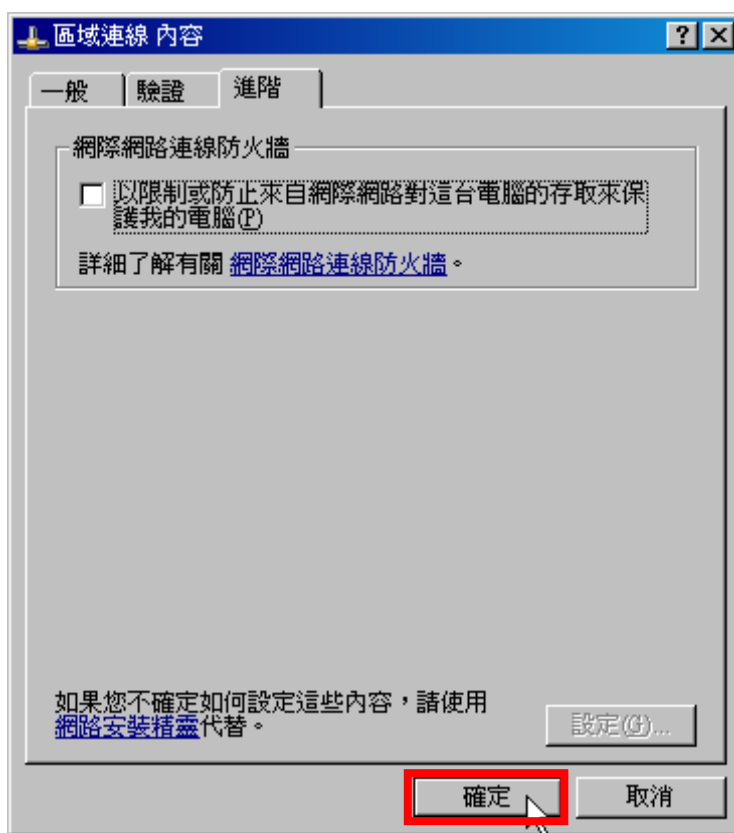 區域連線 內容
一般 驗證 進階
網際網路連線防火牆
以限制或防止來自網際網路對這台電腦的存取來保
護我的電腦(P)
詳細了解有關 網際網路連線防火牆。
如果您不確定如何設定這些內容,請使用
網路安裝精靈代替。
設定(G)...
確定 取消